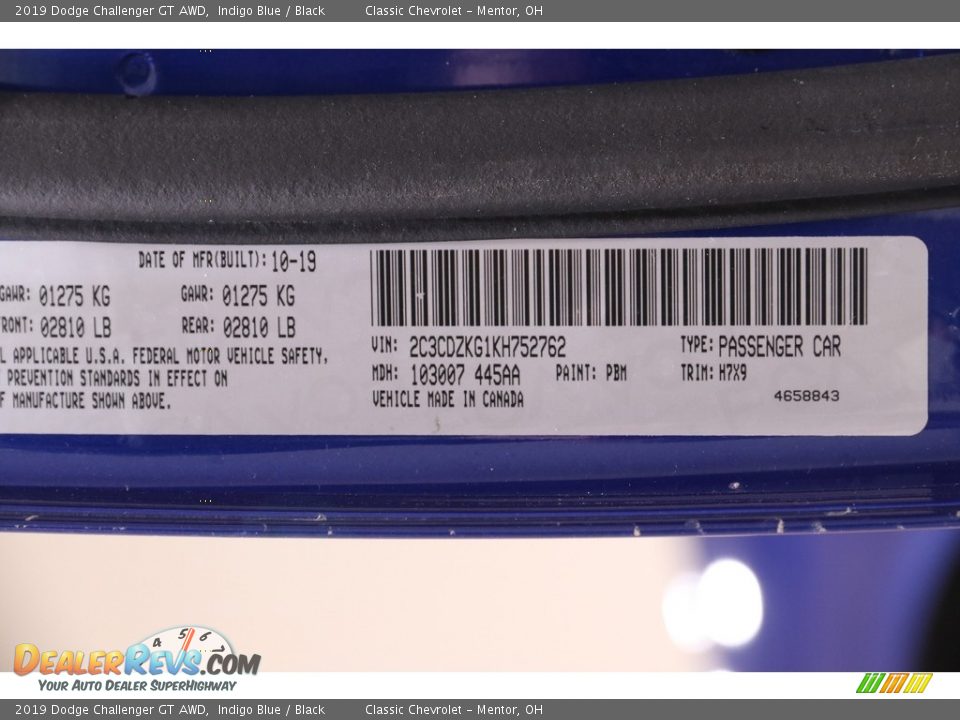 2019 Dodge Challenger GT AWD, Indigo Blue / Black Classic Chevrolet - Mentor, OH
DATE OF MFR(BUILT): 10-19
GAWR: 01275 KG GAWR: 01275 KG
RONT: 02810 LB REAR: 02810 LB
L APPLICABLE U.S.A. FEDERAL MOTOR VEHICLE SAFETY,
PREVENTION STANDARDS IN EFFECT ON
F MANUFACTURE SHOWN ABOVE.
VIN: 2C3CDZKG1KH752762 TYPE: PASSENGER CAR
MDH: 103007 445AA PAINT: PBM TRIM: H7X9
VEHICLE MADE IN CANADA 4658843
4 5 6
DEALERREVS.COM
YOUR AUTO DEALER SUPERHIGHWAY
2019 Dodge Challenger GT AWD, Indigo Blue / Black Classic Chevrolet - Mentor, OH